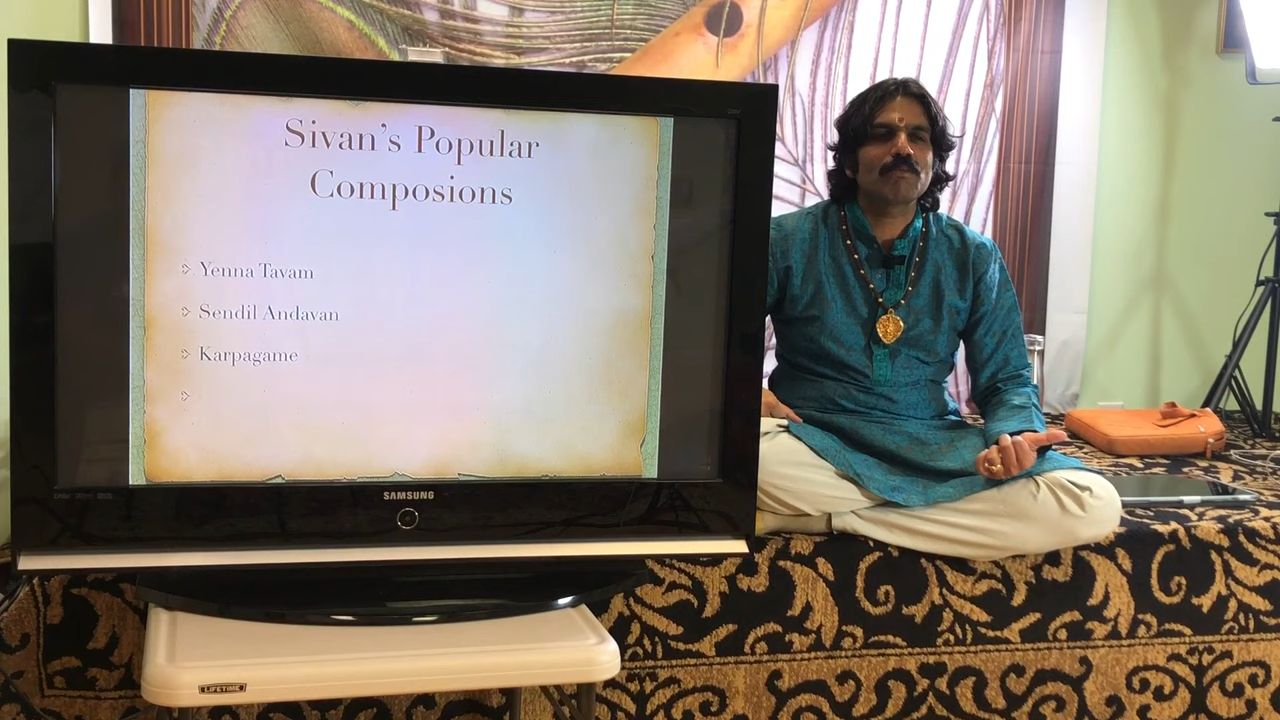 Sivan's Popular
Composions
Yenna Tavam
Sendil Andavan
Karpagame
SAMSUNG
LIFETIME